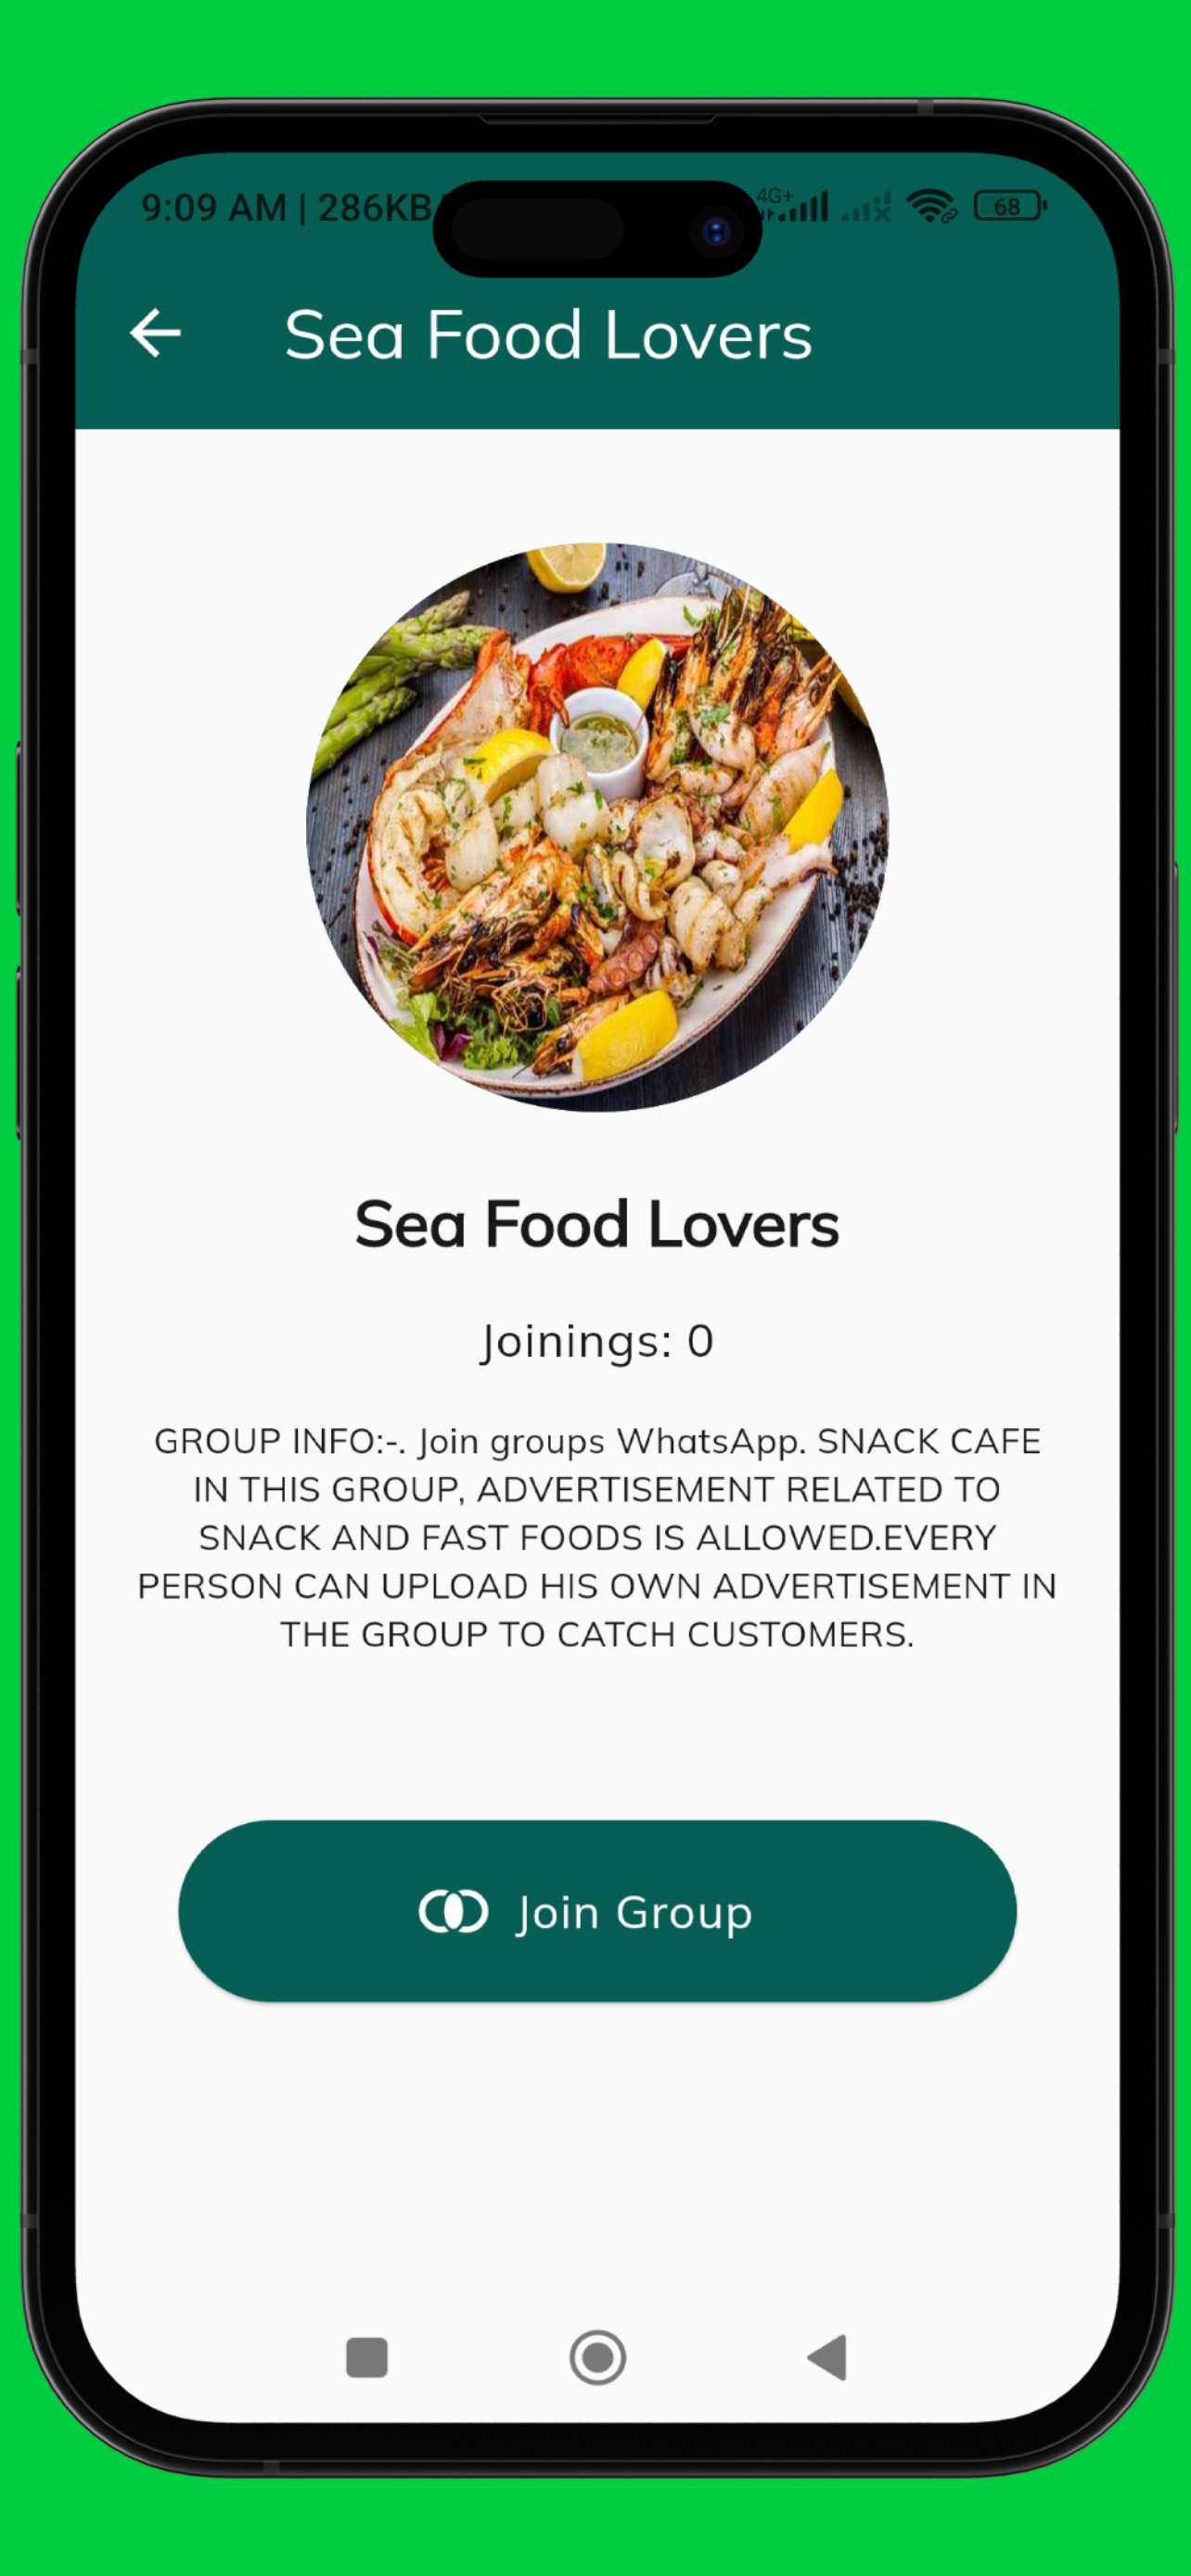 9:09 AM | 286KB/
4G+
68
Sea Food Lovers
Sea Food Lovers
Joinings: 0
GROUP INFO:-. Join groups WhatsApp. SNACK CAFE
IN THIS GROUP, ADVERTISEMENT RELATED TO
SNACK AND FAST FOODS IS ALLOWED.EVERY
PERSON CAN UPLOAD HIS OWN ADVERTISEMENT IN
THE GROUP TO CATCH CUSTOMERS.
Join Group